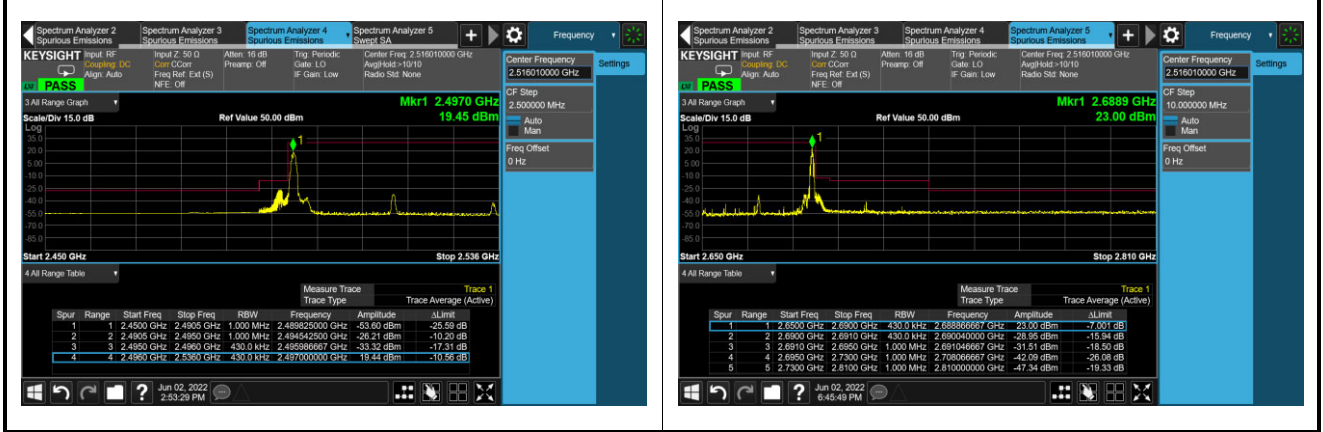 Spectrum Analyzer 2
Spurious Emissions
Spectrum Analyzer 3
Spurious Emissions
Spectrum Analyzer 4
Spurious Emissions
Spectrum Analyzer 5
Swept SA
Frequency
KEYSIGHT
Input: RF
Coupling: DC
Align: Auto
Input Z: 50 Ω
Corr CCorr
Freq Ref: Ext (S)
NFE: Off
Atten: 16 dB
Preamp: Off
Trig: Periodic
Gate: LO
IF Gain: Low
Center Freq: 2.516010000 GHz
Avg|Hold:>10/10
Radio Std: None
PASS
Center Frequency
2.516010000 GHz
Settings
CF Step
2.500000 MHz
Auto
Man
Freq Offset
0 Hz
3 All Range Graph
Mkr1 2.4970 GHz
Scale/Div 15.0 dB
Ref Value 50.00 dBm
19.45 dBm
Log
35.0
20.0
5.00
-10.0
-25.0
-40.0
-55.0
-70.0
-85.0
1
Start 2.450 GHz
Stop 2.536 GHz
4 All Range Table
Measure Trace Trace 1
Trace Type Trace Average (Active)
Spur Range Start Freq Stop Freq RBW Frequency Amplitude ΔLimit
1 1 2.4500 GHz 2.4905 GHz 1.000 MHz 2.489825000 GHz -53.60 dBm -25.59 dB
2 2 2.4905 GHz 2.4950 GHz 1.000 MHz 2.494542500 GHz -26.21 dBm -10.20 dB
3 3 2.4950 GHz 2.4960 GHz 430.0 kHz 2.495986667 GHz -33.32 dBm -17.31 dB
4 4 2.4960 GHz 2.5360 GHz 430.0 kHz 2.497000000 GHz 19.44 dBm -10.56 dB
Jun 02, 2022
2:53:29 PM
Spectrum Analyzer 2
Spurious Emissions
Spectrum Analyzer 3
Spurious Emissions
Spectrum Analyzer 4
Spurious Emissions
Spectrum Analyzer 5
Spurious Emissions
Frequency
KEYSIGHT
Input: RF
Coupling: DC
Align: Auto
Input Z: 50 Ω
Corr CCorr
Freq Ref: Ext (S)
NFE: Off
Atten: 16 dB
Preamp: Off
Trig: Periodic
Gate: LO
IF Gain: Low
Center Freq: 2.516010000 GHz
Avg|Hold:>10/10
Radio Std: None
PASS
Center Frequency
2.516010000 GHz
Settings
CF Step
10.000000 MHz
Auto
Man
Freq Offset
0 Hz
3 All Range Graph
Mkr1 2.6889 GHz
Scale/Div 15.0 dB
Ref Value 50.00 dBm
23.00 dBm
Log
35.0
20.0
5.00
-10.0
-25.0
-40.0
-55.0
-70.0
-85.0
1
Start 2.650 GHz
Stop 2.810 GHz
4 All Range Table
Measure Trace Trace 1
Trace Type Trace Average (Active)
Spur Range Start Freq Stop Freq RBW Frequency Amplitude ΔLimit
1 1 2.6500 GHz 2.6900 GHz 430.0 kHz 2.688866667 GHz 23.00 dBm -7.001 dB
2 2 2.6900 GHz 2.6910 GHz 430.0 kHz 2.690040000 GHz -28.95 dBm -15.94 dB
3 3 2.6910 GHz 2.6950 GHz 1.000 MHz 2.691046667 GHz -31.51 dBm -18.50 dB
4 4 2.6950 GHz 2.7300 GHz 1.000 MHz 2.708066667 GHz -42.09 dBm -26.08 dB
5 5 2.7300 GHz 2.8100 GHz 1.000 MHz 2.810000000 GHz -47.34 dBm -19.33 dB
Jun 02, 2022
6:45:49 PM